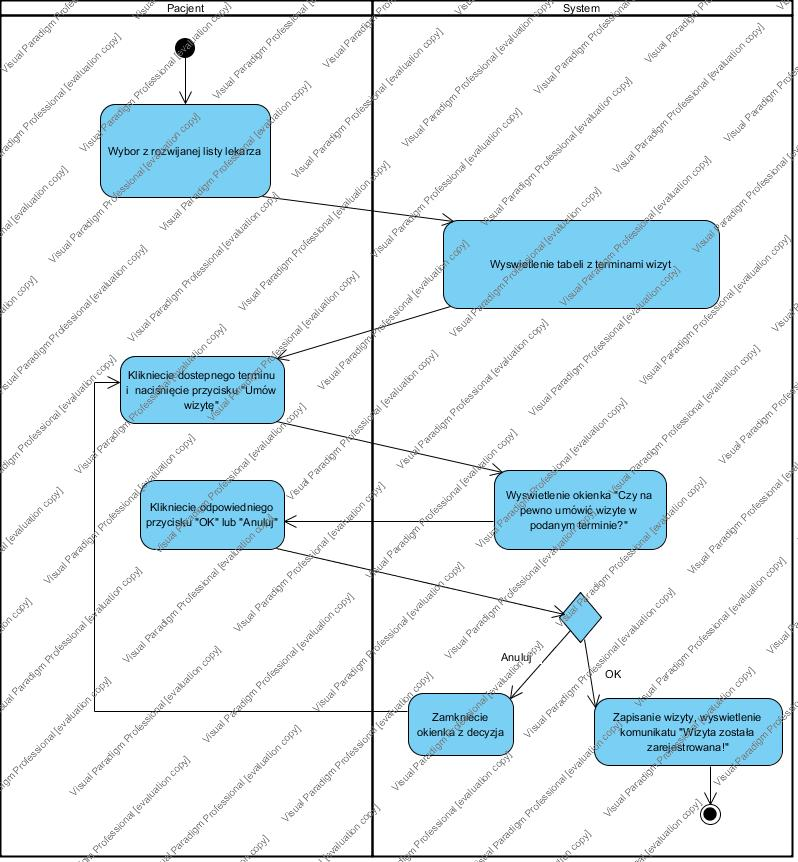 Pacjent
System
Wybor z rozwijanej listy lekarza
Wyswietlenie tabeli z terminami wizyt
Klikniecie dostepnego terminu
i naciśnięcie przycisku "Umów
wizytę"
Wyswietlenie okienka "Czy na
pewno umówić wizyte w
podanym terminie?"
Klikniecie odpowiedniego
przycisku "OK" lub "Anuluj"
Anuluj
OK
Zamkniecie
okienka z decyzja
Zapisanie wizyty, wyswietlenie
komunikatu "Wizyta została
zarejestrowana!"
Visual Paradigm Professional [evaluation copy]